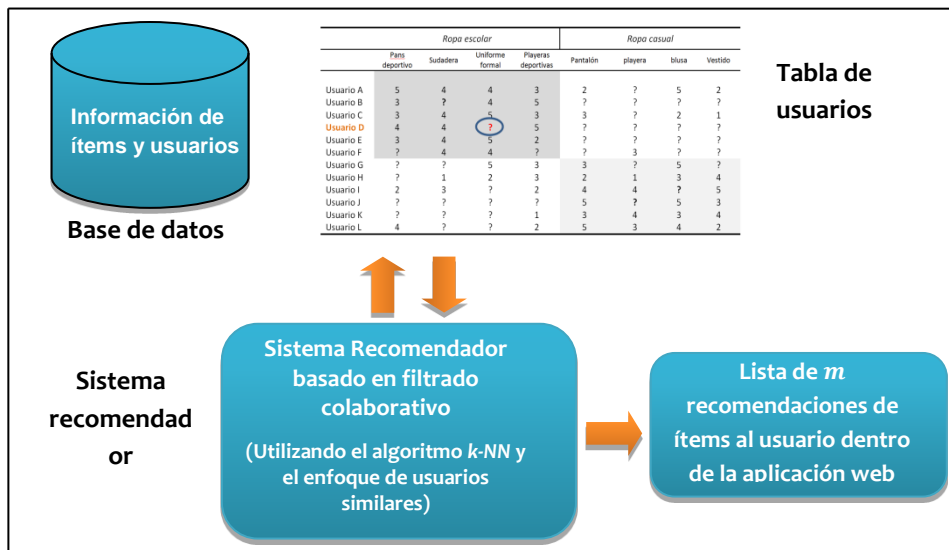 Información de
ítems y usuarios
Base de datos
Ropa escolar Ropa casual
Pans deportivo Sudadera Uniforme formal Playeras deportivas Pantalón playera blusa Vestido
Usuario A 5 4 4 3 2 ? 5 2
Usuario B 3 ? 4 5 ? ? ? ?
Usuario C 3 4 5 3 3 ? 2 1
Usuario D 4 4 ? 5 ? ? ? ?
Usuario E 3 4 5 2 ? ? ? ?
Usuario F ? 4 4 ? ? 3 ? ?
Usuario G ? ? 5 3 3 ? 5 ?
Usuario H ? 1 2 3 2 1 3 4
Usuario I 2 3 ? 2 4 4 ? 5
Usuario J ? ? ? ? 5 ? 5 3
Usuario K ? ? ? 1 3 4 3 4
Usuario L 4 ? ? 2 5 3 4 2
Tabla de
usuarios
Sistema
recomendad
or
Sistema Recomendador
basado en filtrado
colaborativo
(Utilizando el algoritmo k-NN y
el enfoque de usuarios
similares)
Lista de m
recomendaciones de
ítems al usuario dentro
de la aplicación web